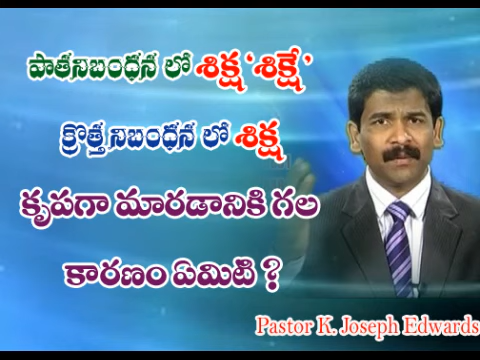 పాతనిబంధన లో శిక్ష 'శిక్షే'
క్రొత్తనిబంధన లో శిక్ష
కృపగా మారడానికి గల
కారణం ఏమిటి ?
Pastor K. Joseph Edwards